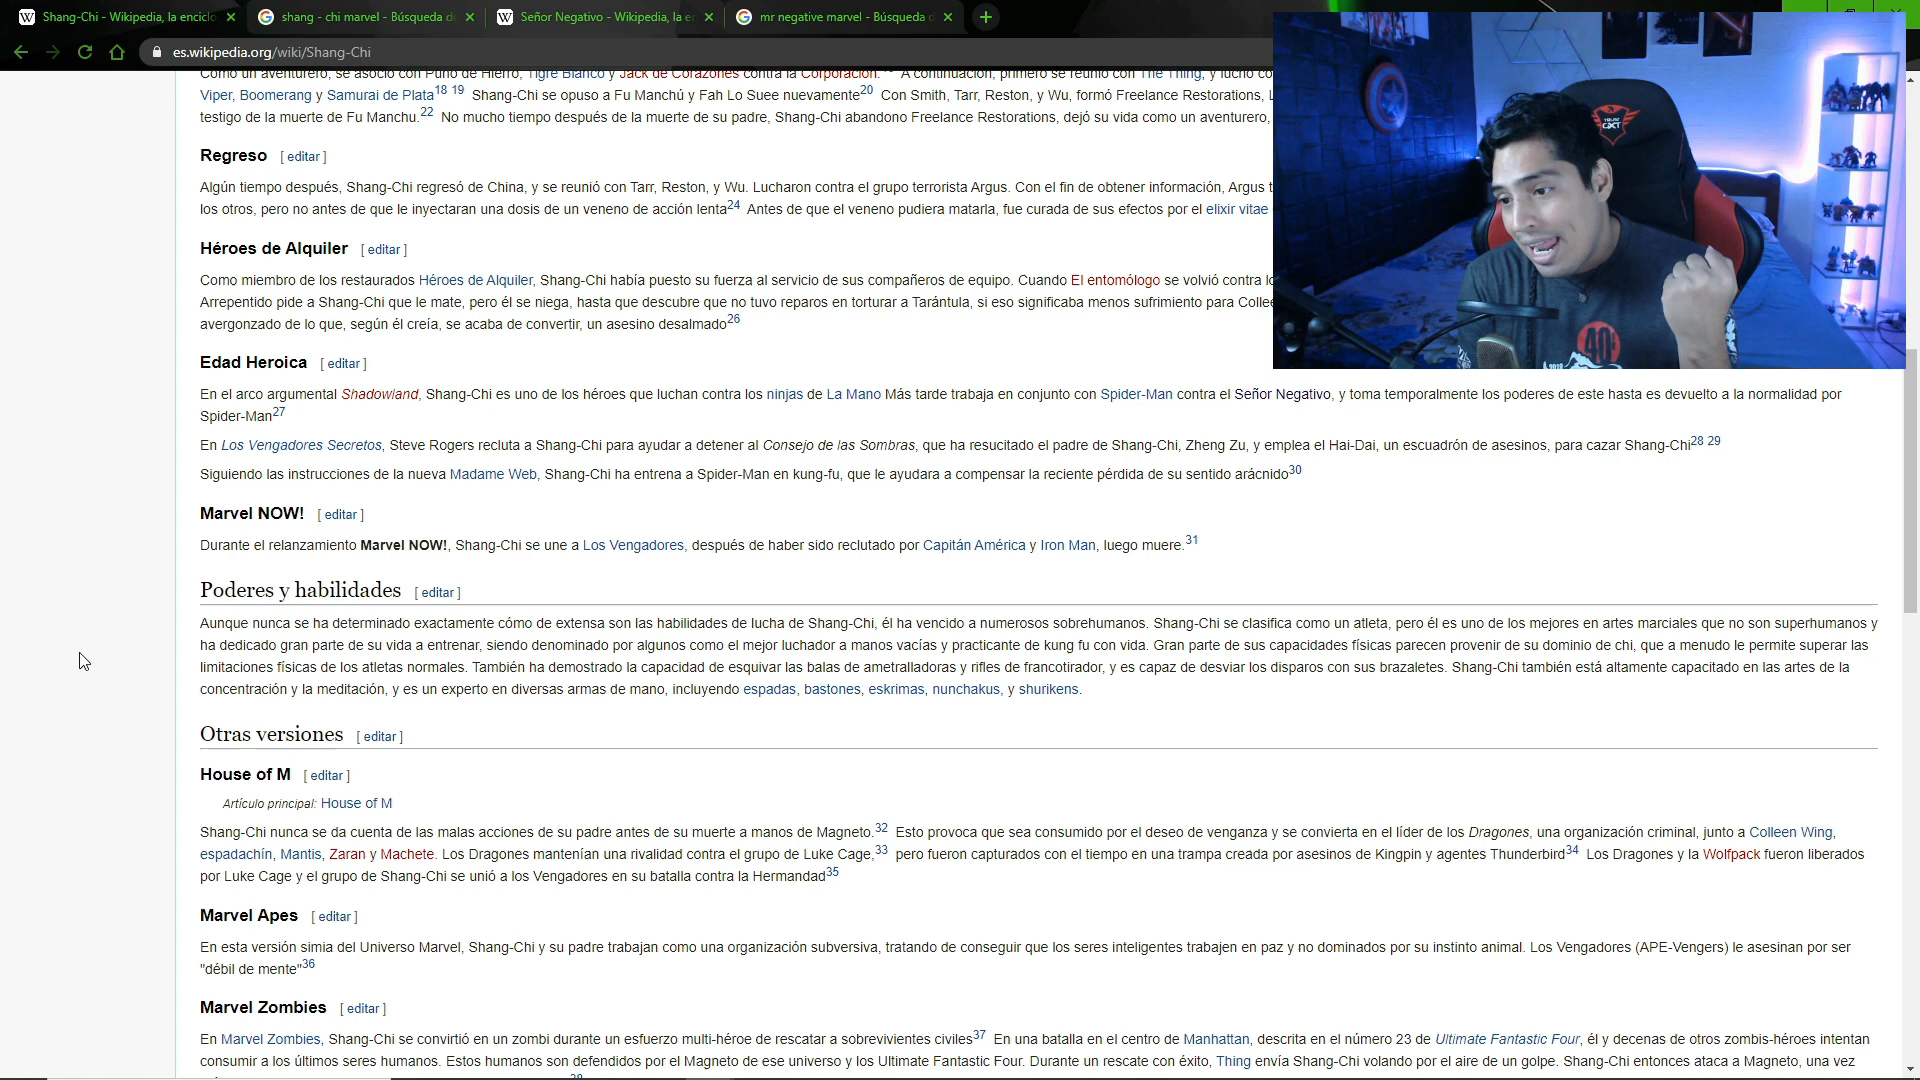 Shang-Chi - Wikipedia, la enciclo
shang - chi marvel - Búsqueda de
Señor Negativo - Wikipedia, la en
mr negative marvel - Búsqueda d
es.wikipedia.org/wiki/Shang-Chi
Como un aventurero, se asoció con Puño de Hierro, Tigre Blanco y Jack de Corazones contra la Corporación. A continuación, primero se reunió con The Thing, y luchó co
Viper, Boomerang y Samurai de Plata18 19 Shang-Chi se opuso a Fu Manchú y Fah Lo Suee nuevamente20 Con Smith, Tarr, Reston, y Wu, formó Freelance Restorations, L
testigo de la muerte de Fu Manchu.22 No mucho tiempo después de la muerte de su padre, Shang-Chi abandono Freelance Restorations, dejó su vida como un aventurero,
Regreso [ editar ]
Algún tiempo después, Shang-Chi regresó de China, y se reunió con Tarr, Reston, y Wu. Lucharon contra el grupo terrorista Argus. Con el fin de obtener información, Argus t
los otros, pero no antes de que le inyectaran una dosis de un veneno de acción lenta24 Antes de que el veneno pudiera matarla, fue curada de sus efectos por el elixir vitae
Héroes de Alquiler [ editar ]
Como miembro de los restaurados Héroes de Alquiler, Shang-Chi había puesto su fuerza al servicio de sus compañeros de equipo. Cuando El entomólogo se volvió contra lo
Arrepentido pide a Shang-Chi que le mate, pero él se niega, hasta que descubre que no tuvo reparos en torturar a Tarántula, si eso significaba menos sufrimiento para Collee
avergonzado de lo que, según él creía, se acaba de convertir, un asesino desalmado26
Edad Heroica [ editar ]
En el arco argumental Shadowland, Shang-Chi es uno de los héroes que luchan contra los ninjas de La Mano Más tarde trabaja en conjunto con Spider-Man contra el Señor Negativo, y toma temporalmente los poderes de este hasta es devuelto a la normalidad por
Spider-Man27
En Los Vengadores Secretos, Steve Rogers recluta a Shang-Chi para ayudar a detener al Consejo de las Sombras, que ha resucitado el padre de Shang-Chi, Zheng Zu, y emplea el Hai-Dai, un escuadrón de asesinos, para cazar Shang-Chi28 29
Siguiendo las instrucciones de la nueva Madame Web, Shang-Chi ha entrena a Spider-Man en kung-fu, que le ayudara a compensar la reciente pérdida de su sentido arácnido30
Marvel NOW! [ editar ]
Durante el relanzamiento Marvel NOW!, Shang-Chi se une a Los Vengadores, después de haber sido reclutado por Capitán América y Iron Man, luego muere.31
Poderes y habilidades [ editar ]
Aunque nunca se ha determinado exactamente cómo de extensa son las habilidades de lucha de Shang-Chi, él ha vencido a numerosos sobrehumanos. Shang-Chi se clasifica como un atleta, pero él es uno de los mejores en artes marciales que no son superhumanos y
ha dedicado gran parte de su vida a entrenar, siendo denominado por algunos como el mejor luchador a manos vacías y practicante de kung fu con vida. Gran parte de sus capacidades físicas parecen provenir de su dominio de chi, que a menudo le permite superar las
limitaciones físicas de los atletas normales. También ha demostrado la capacidad de esquivar las balas de ametralladoras y rifles de francotirador, y es capaz de desviar los disparos con sus brazaletes. Shang-Chi también está altamente capacitado en las artes de la
concentración y la meditación, y es un experto en diversas armas de mano, incluyendo espadas, bastones, eskrimas, nunchakus, y shurikens.
Otras versiones [ editar ]
House of M [ editar ]
Artículo principal: House of M
Shang-Chi nunca se da cuenta de las malas acciones de su padre antes de su muerte a manos de Magneto.32 Esto provoca que sea consumido por el deseo de venganza y se convierta en el líder de los Dragones, una organización criminal, junto a Colleen Wing,
espadachín, Mantis, Zaran y Machete. Los Dragones mantenían una rivalidad contra el grupo de Luke Cage,33 pero fueron capturados con el tiempo en una trampa creada por asesinos de Kingpin y agentes Thunderbird34 Los Dragones y la Wolfpack fueron liberados
por Luke Cage y el grupo de Shang-Chi se unió a los Vengadores en su batalla contra la Hermandad35
Marvel Apes [ editar ]
En esta versión simia del Universo Marvel, Shang-Chi y su padre trabajan como una organización subversiva, tratando de conseguir que los seres inteligentes trabajen en paz y no dominados por su instinto animal. Los Vengadores (APE-Vengers) le asesinan por ser
"débil de mente"36
Marvel Zombies [ editar ]
En Marvel Zombies, Shang-Chi se convirtió en un zombi durante un esfuerzo multi-héroe de rescatar a sobrevivientes civiles37 En una batalla en el centro de Manhattan, descrita en el número 23 de Ultimate Fantastic Four, él y decenas de otros zombis-héroes intentan
consumir a los últimos seres humanos. Estos humanos son defendidos por el Magneto de ese universo y los Ultimate Fantastic Four. Durante un rescate con éxito, Thing envía Shang-Chi volando por el aire de un golpe. Shang-Chi entonces ataca a Magneto, una vez